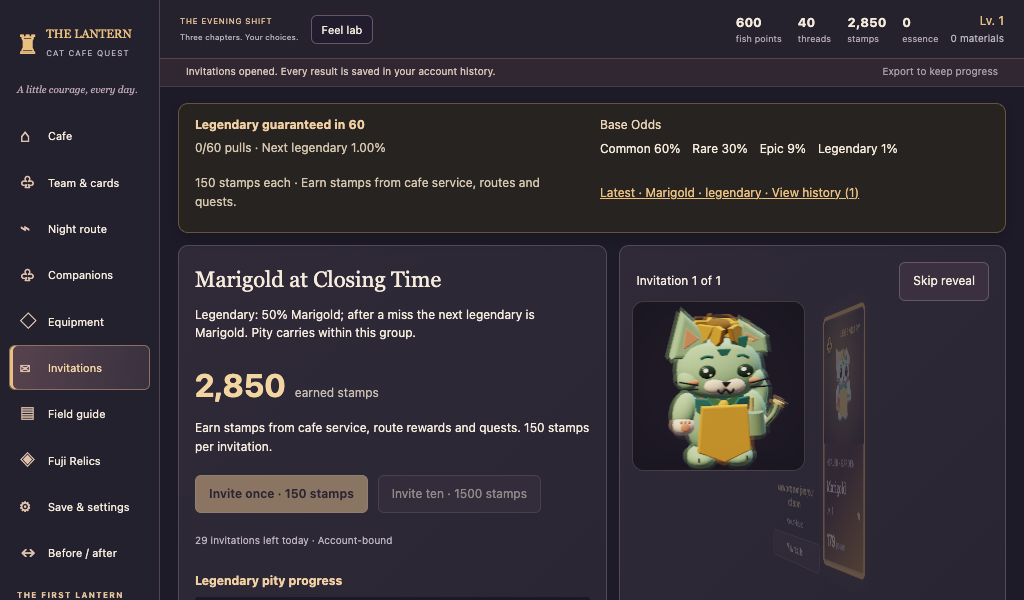 THE LANTERN
CAT CAFE QUEST
A little courage, every day.
Cafe
Team & cards
Night route
Companions
Equipment
Invitations
Field guide
Fuji Relics
Save & settings
Before / after
THE FIRST LANTERN
THE EVENING SHIFT
Three chapters. Your choices.
Feel lab
600
fish points
40
threads
2,850
stamps
0
essence
Lv. 1
0 materials
Invitations opened. Every result is saved in your account history.
Export to keep progress
Legendary guaranteed in 60
0/60 pulls · Next legendary 1.00%
150 stamps each · Earn stamps from cafe service, routes and
quests.
Base Odds
Common 60% Rare 30% Epic 9% Legendary 1%
Latest · Marigold · legendary · View history (1)
Marigold at Closing Time
Legendary: 50% Marigold; after a miss the next legendary is
Marigold. Pity carries within this group.
2,850 earned stamps
Earn stamps from cafe service, route rewards and quests. 150 stamps
per invitation.
Invite once · 150 stamps
Invite ten · 1500 stamps
29 invitations left today · Account-bound
Legendary pity progress
Invitation 1 of 1
Skip reveal
Marigold
179